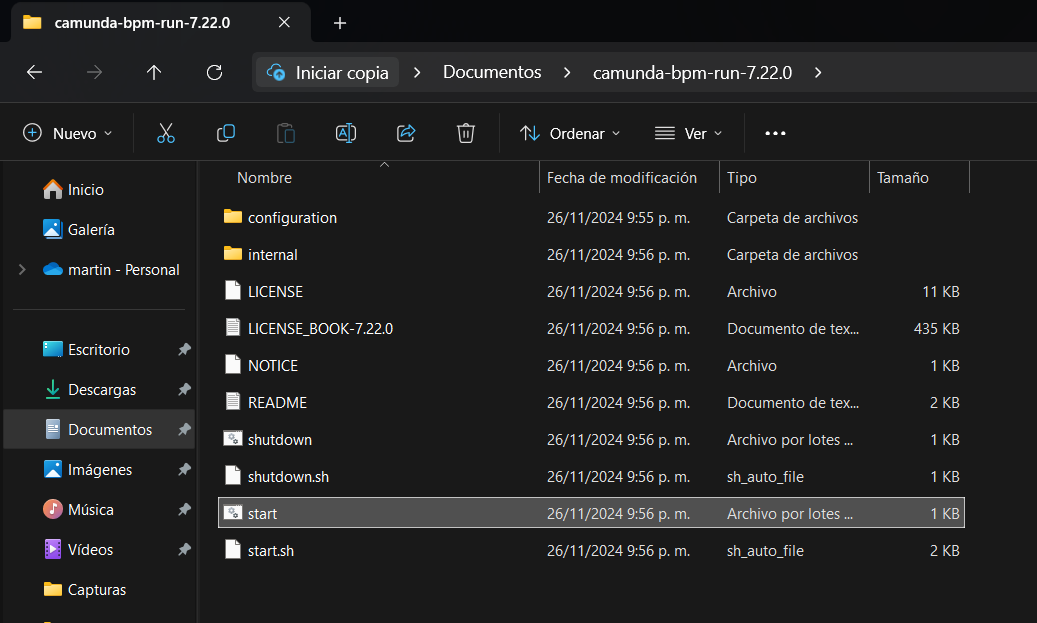 camunda-bpm-run-7.22.0
Iniciar copia > Documentos > camunda-bpm-run-7.22.0 >
Nuevo Ordenar Ver
Nombre Fecha de modificación Tipo Tamaño
Inicio
Galería
martin - Personal
Escritorio
Descargas
Documentos
Imágenes
Música
Vídeos
Capturas
configuration 26/11/2024 9:55 p. m. Carpeta de archivos
internal 26/11/2024 9:56 p. m. Carpeta de archivos
LICENSE 26/11/2024 9:56 p. m. Archivo 11 KB
LICENSE_BOOK-7.22.0 26/11/2024 9:56 p. m. Documento de tex... 435 KB
NOTICE 26/11/2024 9:56 p. m. Archivo 1 KB
README 26/11/2024 9:56 p. m. Documento de tex... 2 KB
shutdown 26/11/2024 9:56 p. m. Archivo por lotes ... 1 KB
shutdown.sh 26/11/2024 9:56 p. m. sh_auto_file 1 KB
start 26/11/2024 9:56 p. m. Archivo por lotes ... 1 KB
start.sh 26/11/2024 9:56 p. m. sh_auto_file 2 KB